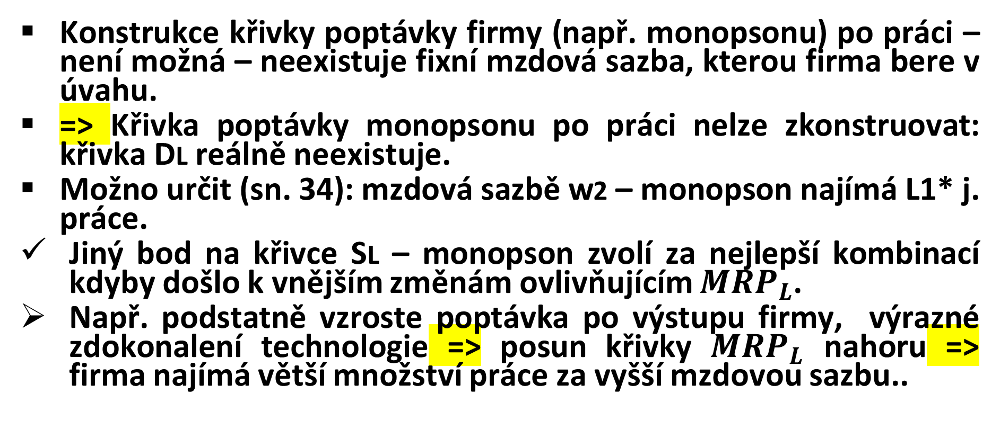 ▪ Konstrukce křivky poptávky firmy (např. monopsonu) po práci –
není možná – neexistuje fixní mzdová sazba, kterou firma bere v
úvahu.
▪ => Křivka poptávky monopsonu po práci nelze zkonstruovat:
křivka DL reálně neexistuje.
▪ Možno určit (sn. 34): mzdová sazbě w2 – monopson najímá L1* j.
práce.
✓ Jiný bod na křivce SL – monopson zvolí za nejlepší kombinací
kdyby došlo k vnějším změnám ovlivňujícím MRP_L.
➢ Např. podstatně vzroste poptávka po výstupu firmy, výrazné
zdokonalení technologie => posun křivky MRP_L nahoru =>
firma najímá větší množství práce za vyšší mzdovou sazbu..